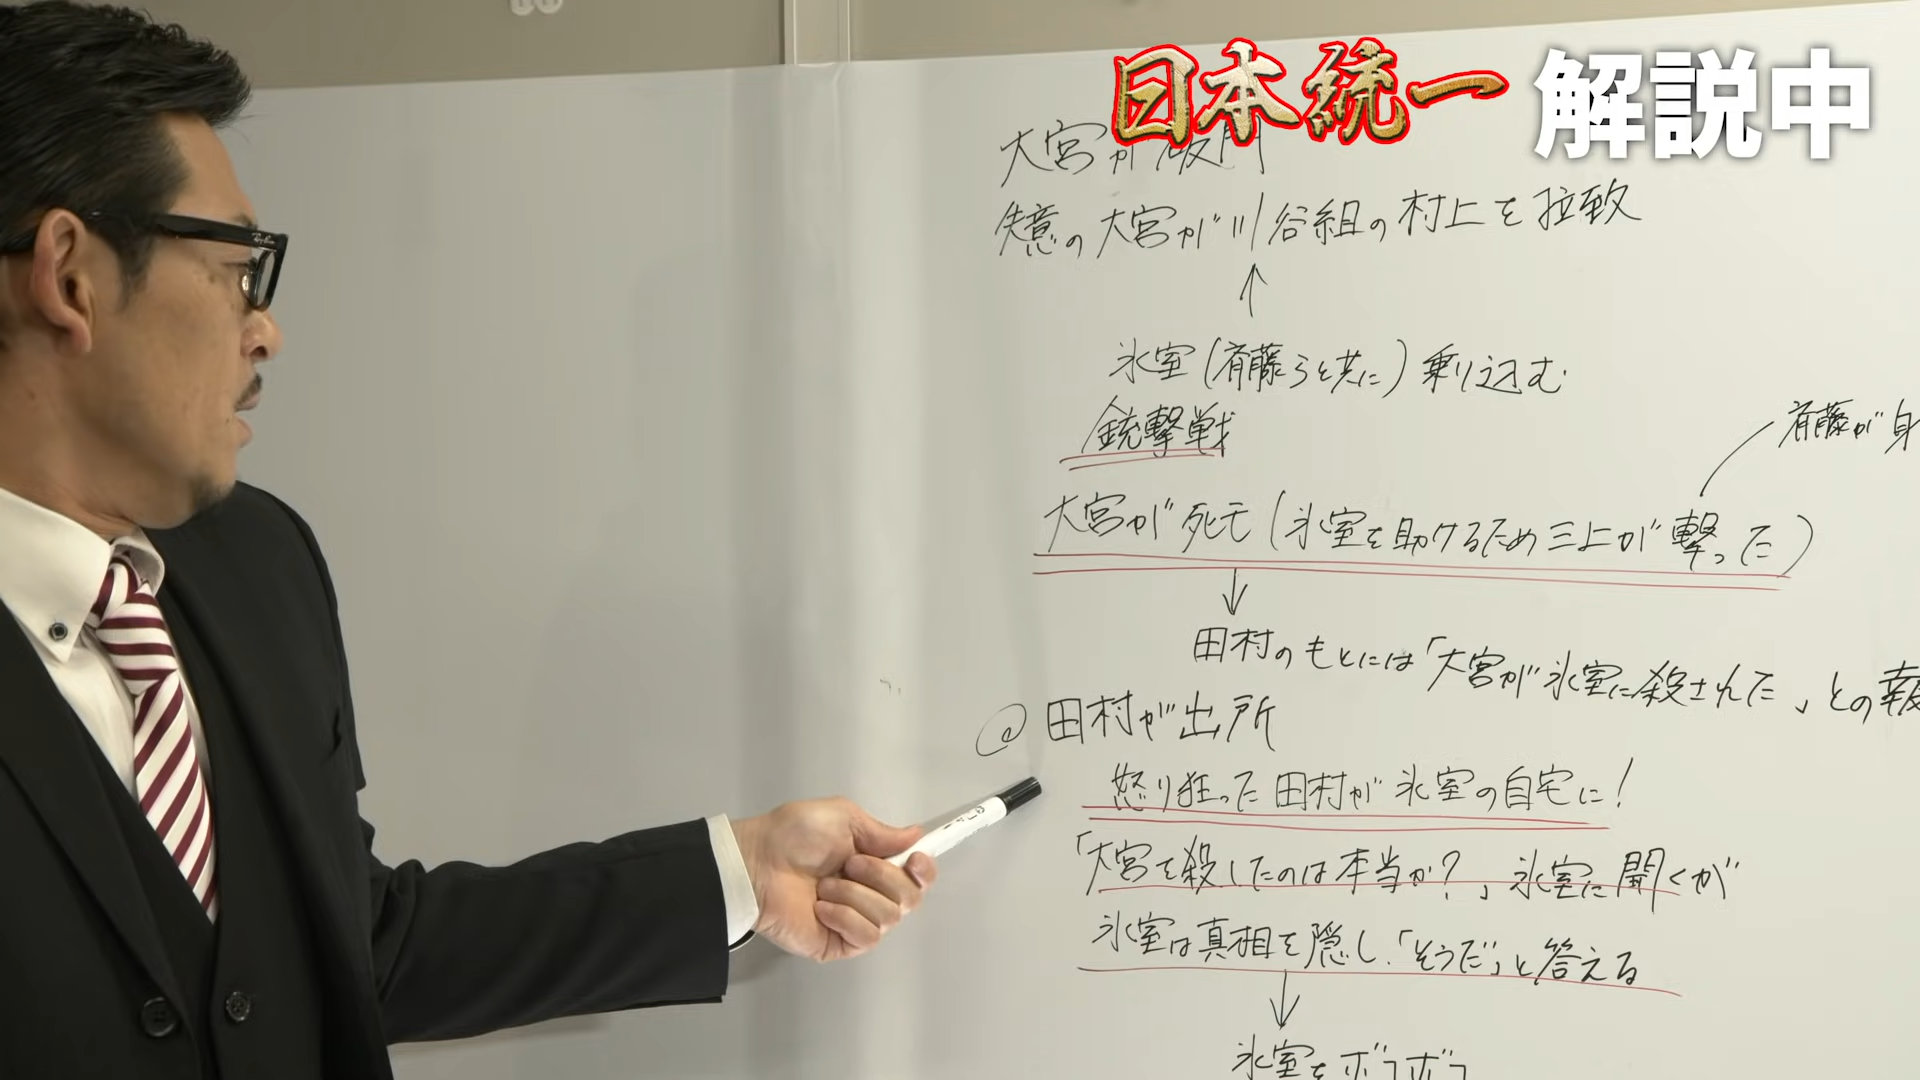 日本統一 解説中
大宮が破門
失意の大宮が川谷組の村上を拉致
↑
氷室(斉藤らと共に)乗り込む
銃撃戦
斉藤が身
大宮が死亡(氷室を助けるため三上が撃った)
↓
田村のもとには「大宮が氷室に殺された」との報
@ 田村が出所
怒り狂った田村が氷室の自宅に!
「大宮を殺したのは本当か?」氷室に聞くが
氷室は真相を隠し、「そうだ」と答える
↓
氷室をボコボコ
Ray-Ban